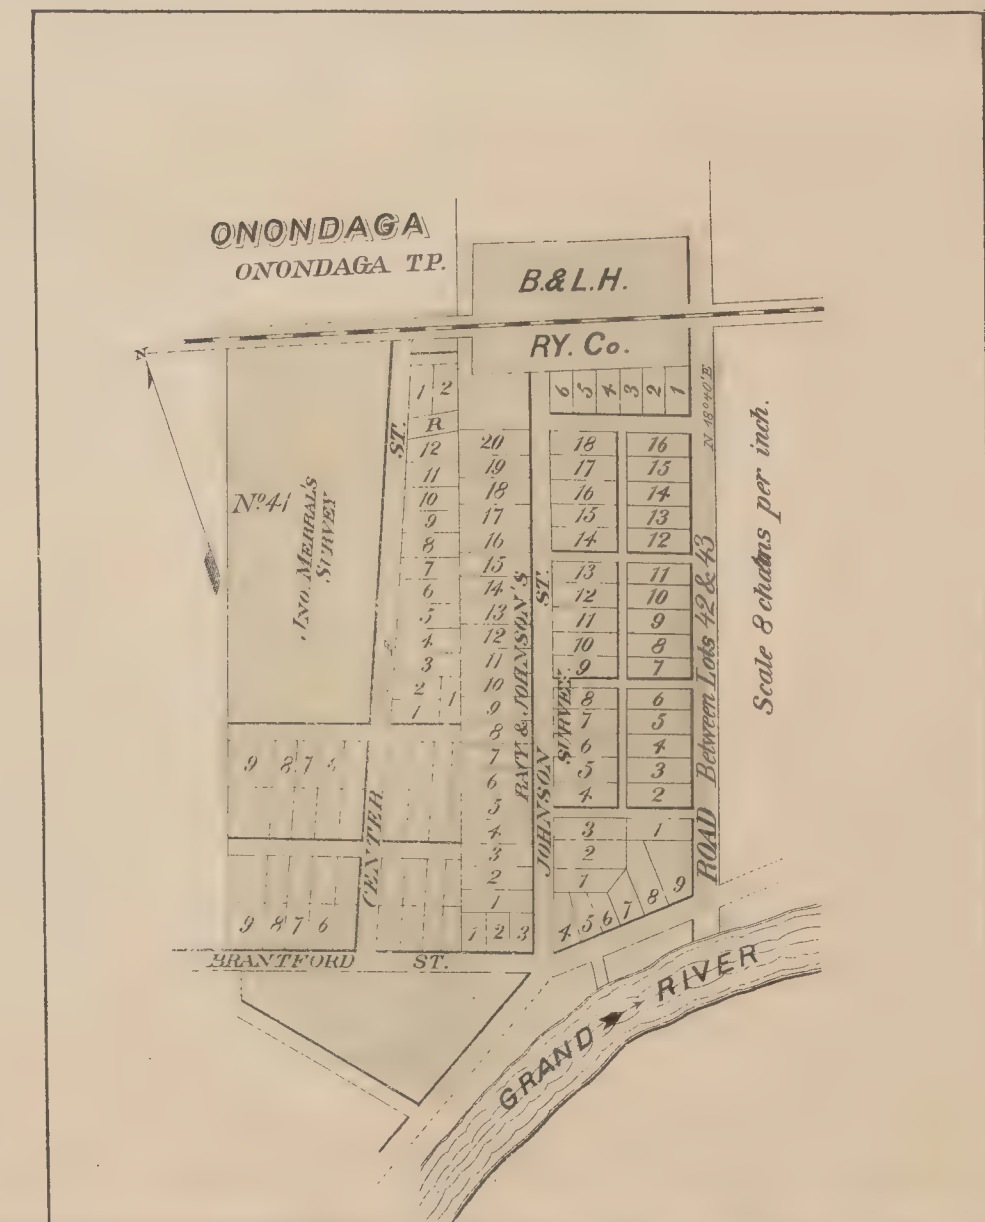 ONONDAGA
ONONDAGA TP.
B. & L. H.
RY. Co.
N
6 5 4 3 2 1
1 2
R
12
11
10
9
8
7
6
5
4
3
2
1 1
ST.
CENTER
No. 41
JNO. MERRAL'S
SURVEY
20
19
18
17
16
15
14
13
12
11
10
9
8
7
6
5
4
3
2
1
1 2 3
RACY & JOHNSON'S
SURVEY
JOHNSON ST.
18 16
17 15
16 14
15 13
14 12
13 11
12 10
11 9
10 8
9 7
8 6
7 5
6 4
5 3
4 2
3 1
2
1
4 5 6 7 8 9
N 18°40'E
ROAD Between Lots 42 & 43
Scale 8 chains per inch.
9 8 7
9 8 7 6
BRANTFORD ST.
GRAND RIVER